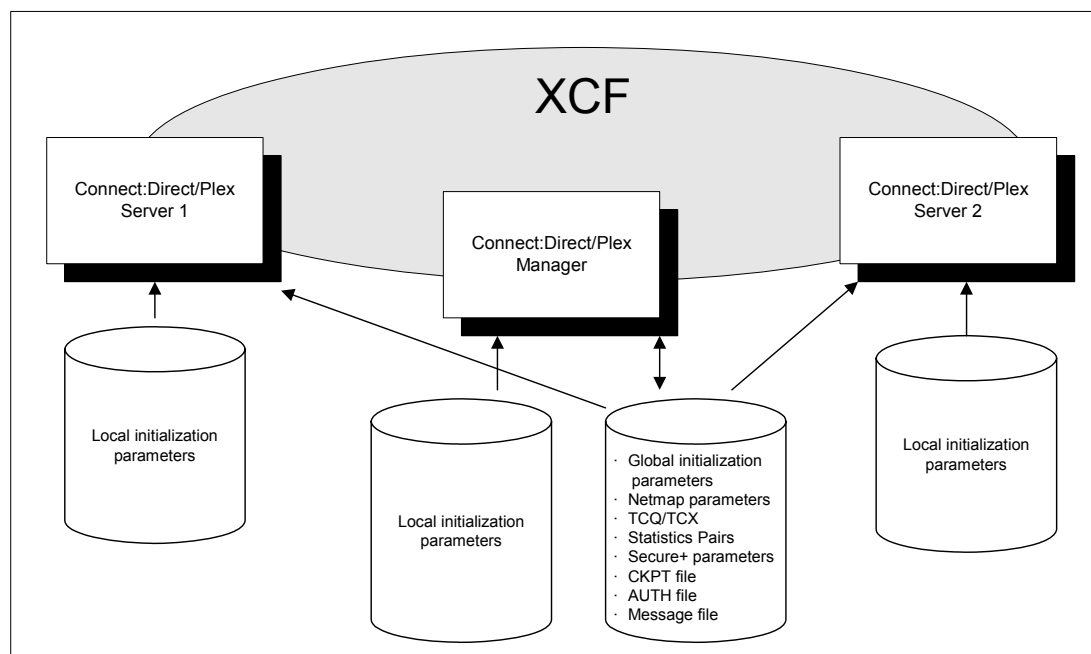 XCF
Connect:Direct/Plex
Server 1
Connect:Direct/Plex
Manager
Connect:Direct/Plex
Server 2
Local initialization
parameters
Local initialization
parameters
· Global initialization
parameters
· Netmap parameters
· TCQ/TCX
· Statistics Pairs
· Secure+ parameters
· CKPT file
· AUTH file
· Message file
Local initialization
parameters